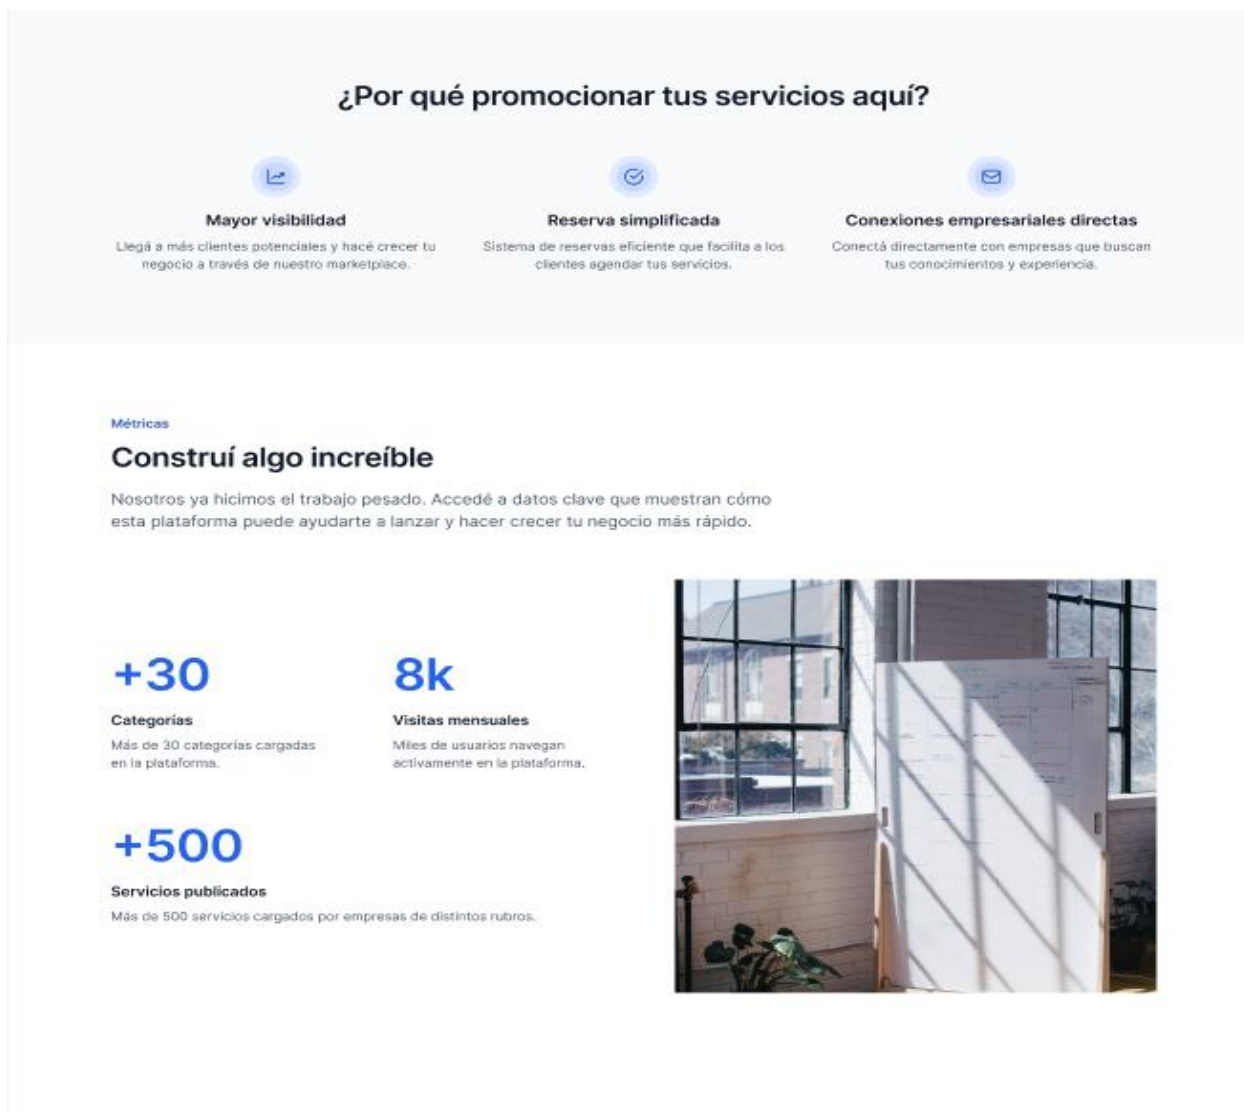 ¿Por qué promocionar tus servicios aquí?
Mayor visibilidad
Llegá a más clientes potenciales y hacé crecer tu
negocio a través de nuestro marketplace.
Reserva simplificada
Sistema de reservas eficiente que facilita a los
clientes agendar tus servicios.
Conexiones empresariales directas
Conectá directamente con empresas que buscan
tus conocimientos y experiencia.
Métricas
Construí algo increíble
Nosotros ya hicimos el trabajo pesado. Accedé a datos clave que muestran cómo
esta plataforma puede ayudarte a lanzar y hacer crecer tu negocio más rápido.
+30
Categorías
Más de 30 categorías cargadas
en la plataforma.
8k
Visitas mensuales
Miles de usuarios navegan
activamente en la plataforma.
+500
Servicios publicados
Más de 500 servicios cargados por empresas de distintos rubros.